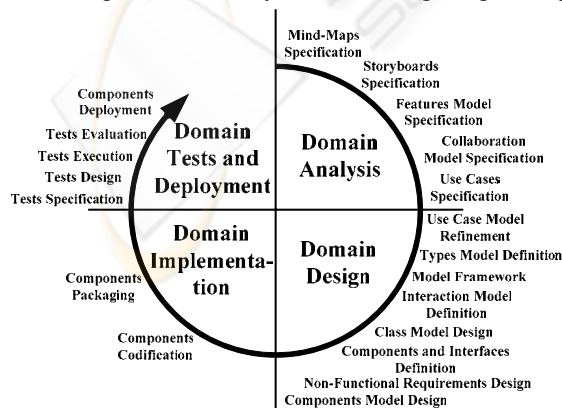 Mind-Maps
Specification
Storyboards
Specification
Features Model
Specification
Collaboration
Model Specification
Use Cases
Specification
Domain
Analysis
Use Case Model
Refinement
Types Model Definition
Model Framework
Interaction Model
Definition
Class Model Design
Components and Interfaces
Definition
Non-Functional Requirements Design
Components Model Design
Domain
Design
Domain
Implementa-
tion
Components
Codification
Components
Packaging
Domain
Tests and
Deployment
Tests Specification
Tests Design
Tests Execution
Tests Evaluation
Components
Deployment